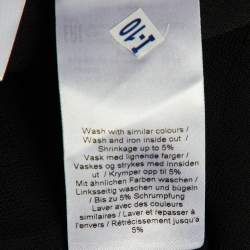 I-10
Wash with similar colours /
Wash and iron inside out /
Shrinkage up to 5%
Vask med lignende farger /
Vaskes og strykes med innsiden
ut / Krymper opp til 5%
Mit ähnlichen Farben waschen /
Linksseitig waschen und bügeln
/ Bis zu 5% Schrumpfung
Laver avec des couleurs
similaires / Laver et repasser à
l'envers / Rétrécissement jusqu'à
5%